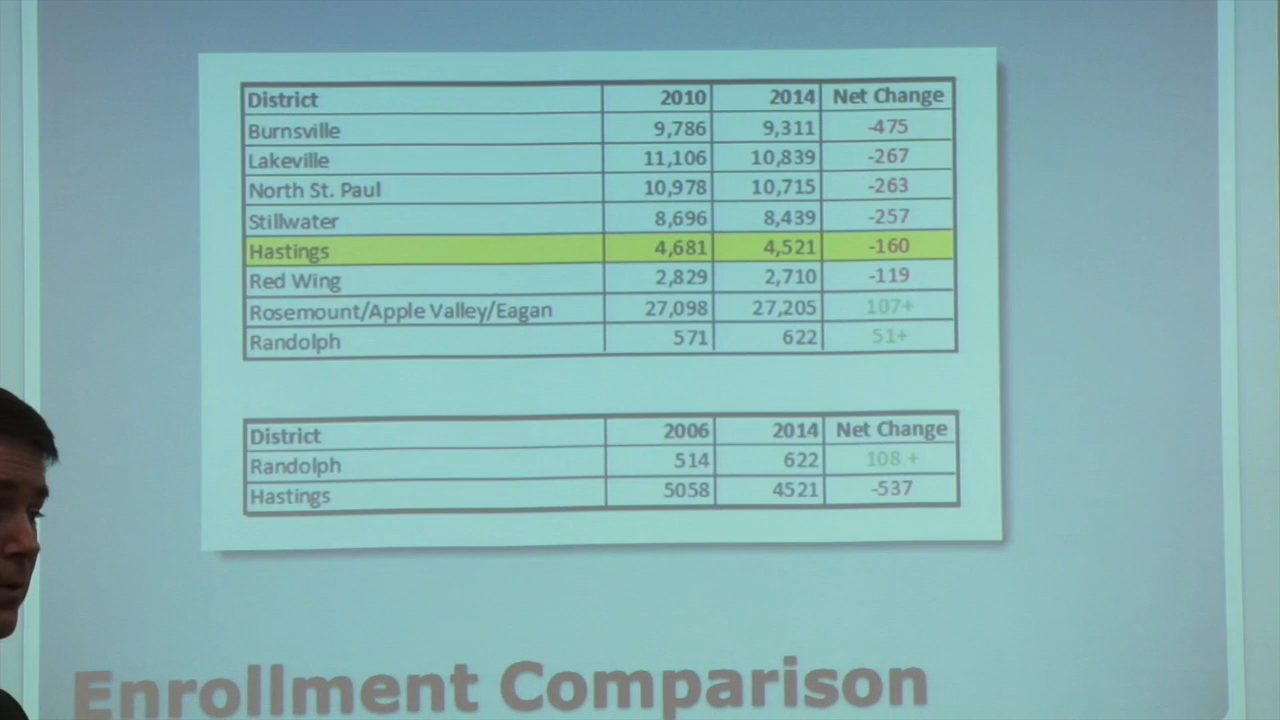 District 2010 2014 Net Change
Burnsville 9,786 9,311 -475
Lakeville 11,106 10,839 -267
North St. Paul 10,978 10,715 -263
Stillwater 8,696 8,439 -257
Hastings 4,681 4,521 -160
Red Wing 2,829 2,710 -119
Rosemount/Apple Valley/Eagan 27,098 27,205 107+
Randolph 571 622 51+
District 2006 2014 Net Change
Randolph 514 622 108 +
Hastings 5058 4521 -537
Enrollment Comparison